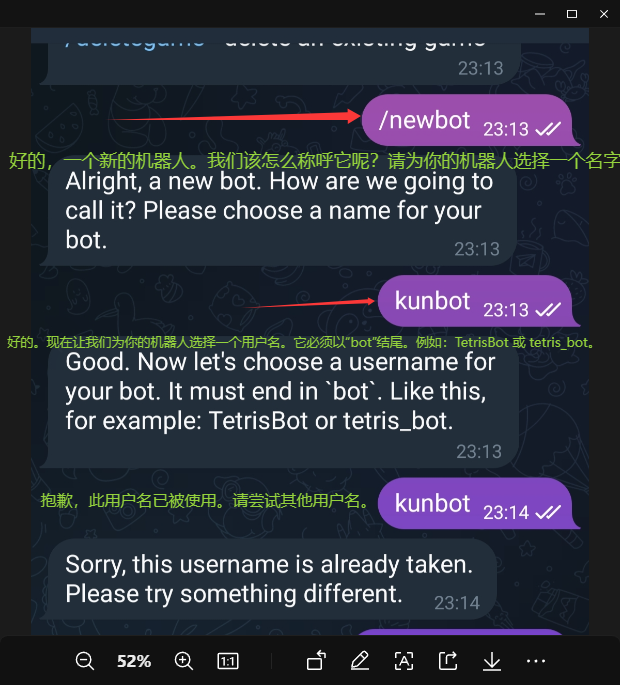 /deletegame - delete an existing game
23:13
/newbot 23:13
好的，一个新的机器人。我们该怎么称呼它呢？请为你的机器人选择一个名字
Alright, a new bot. How are we going to
call it? Please choose a name for your
bot.
23:13
kunbot 23:13
好的。现在让我们为你的机器人选择一个用户名。它必须以“bot”结尾。例如：TetrisBot 或 tetris_bot。
Good. Now let's choose a username for
your bot. It must end in `bot`. Like this,
for example: TetrisBot or tetris_bot.
23:13
抱歉，此用户名已被使用。请尝试其他用户名。
kunbot 23:14
Sorry, this username is already taken.
Please try something different.
23:14
52%
1:1
A